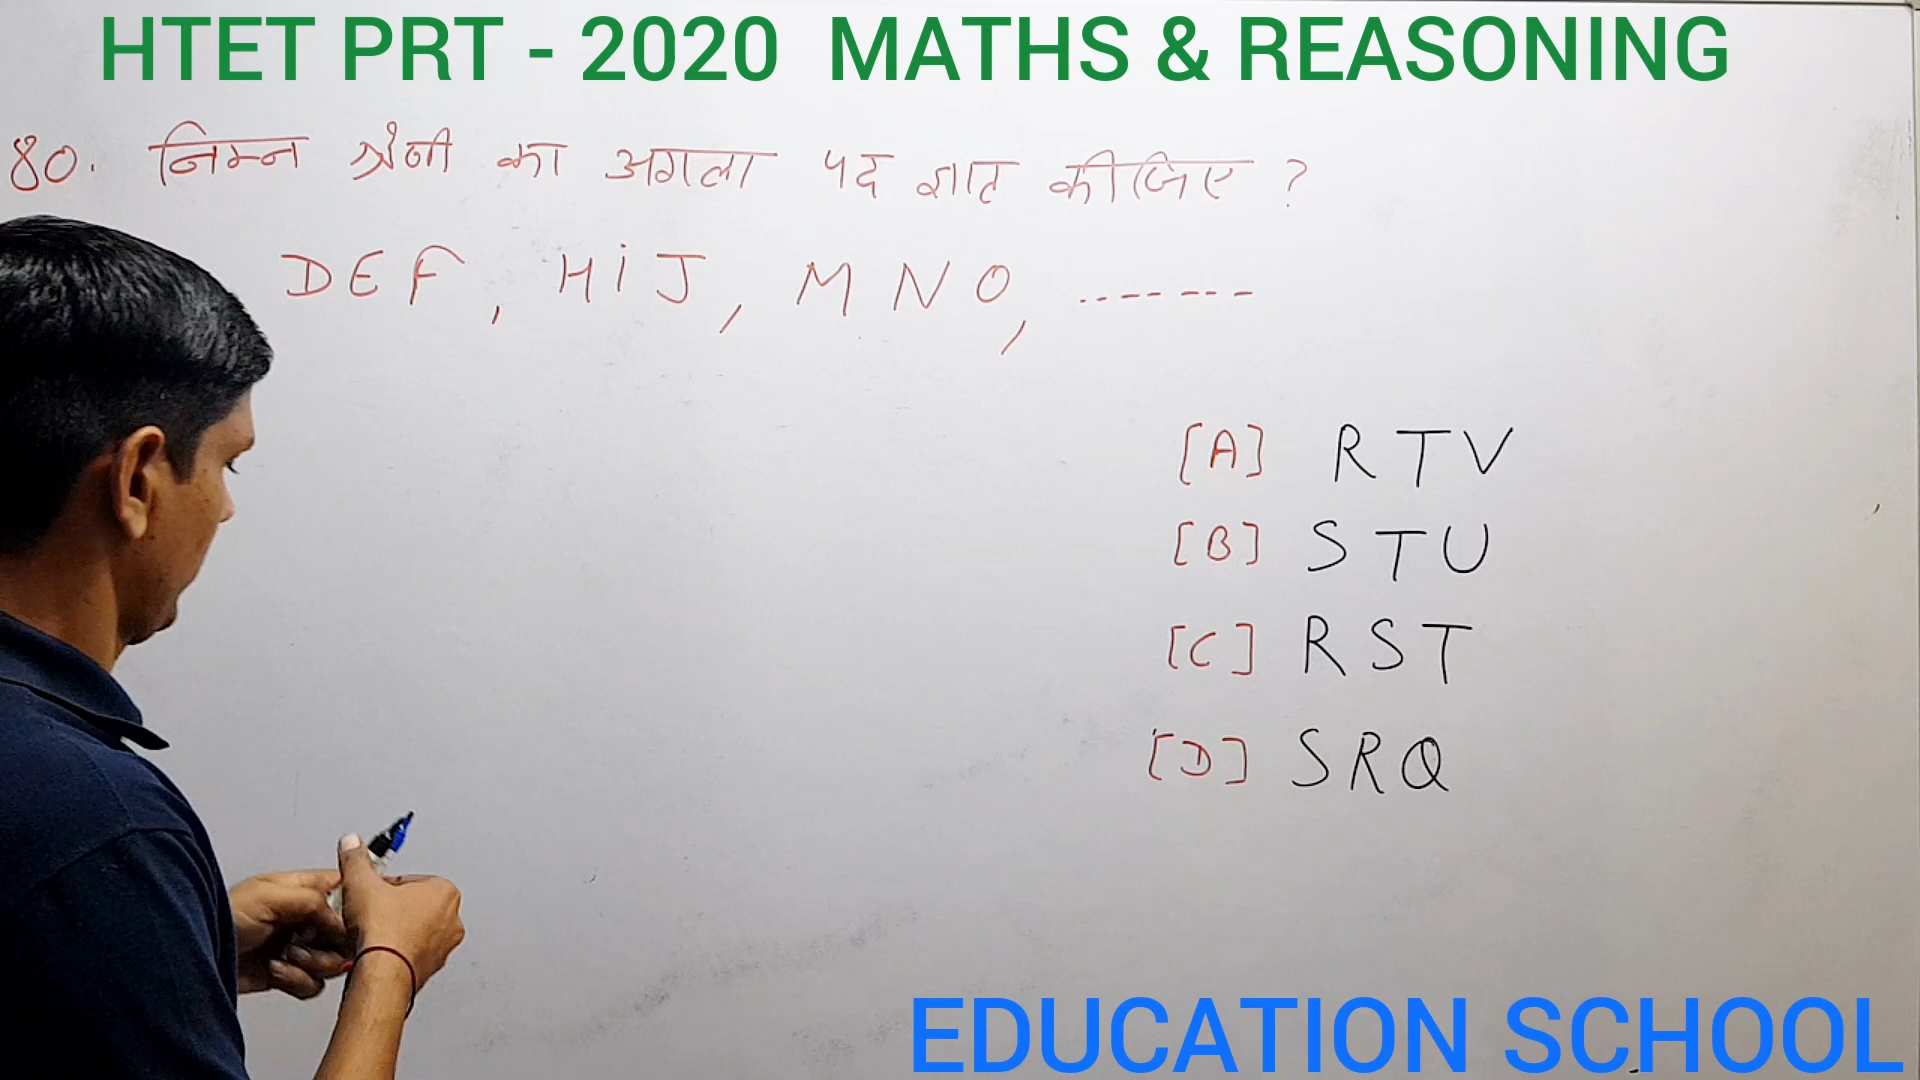 HTET PRT - 2020 MATHS & REASONING
80. निम्न श्रेणी का अगला पद ज्ञात कीजिए ?
DEF, HiJ, MNO, .......
[A] RTV
[B] STU
[C] RST
[D] SRQ
EDUCATION SCHOOL